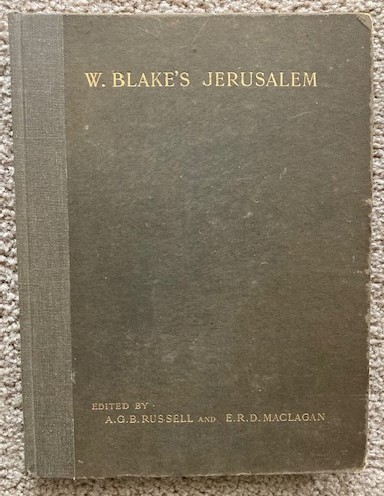 W. BLAKE'S JERUSALEM
EDITED BY
A.G.B. RUSSELL AND E.R.D. MACLAGAN